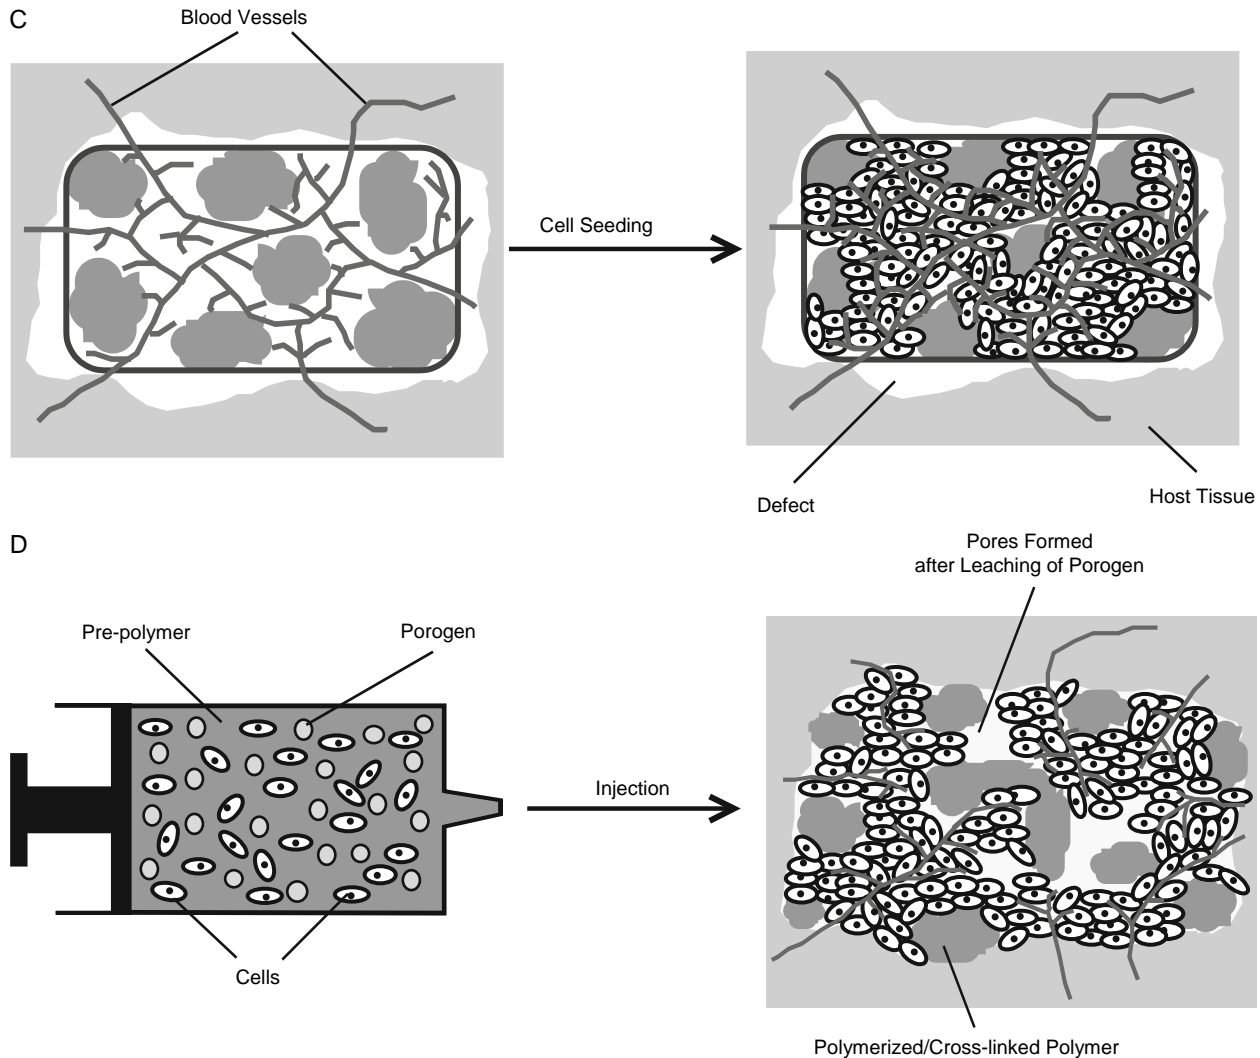 C
Blood Vessels
Cell Seeding
Defect
Host Tissue
D
Pores Formed
after Leaching of Porogen
Pre-polymer
Porogen
Injection
Cells
Polymerized/Cross-linked Polymer